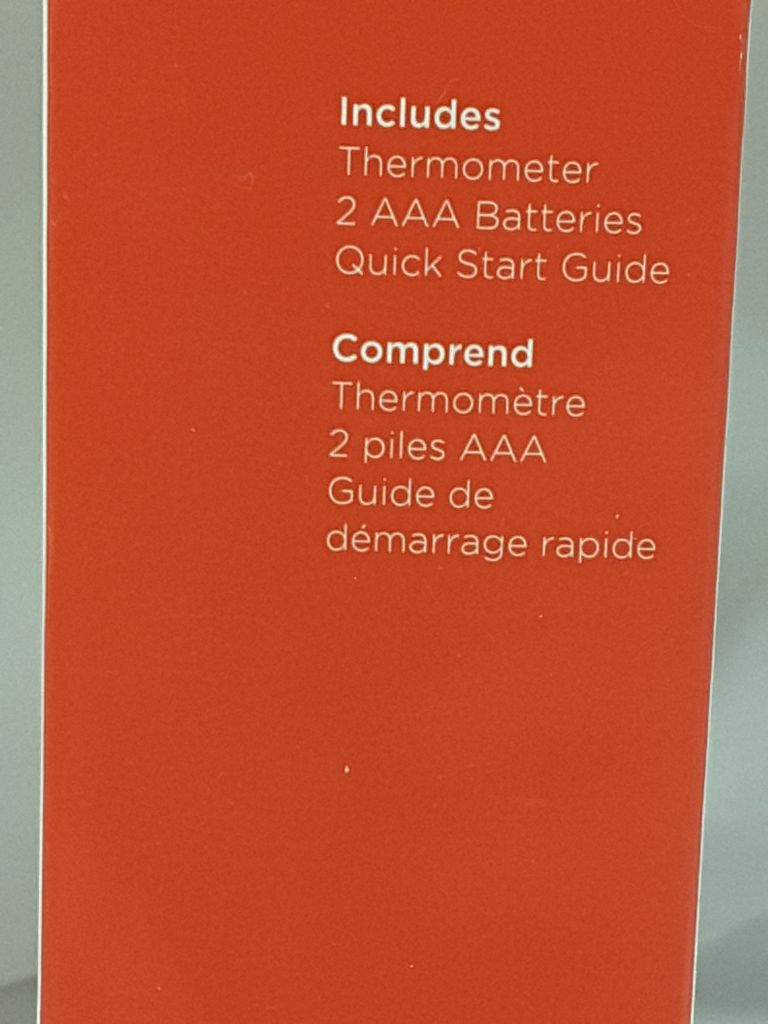 Includes
Thermometer
2 AAA Batteries
Quick Start Guide
Comprend
Thermomètre
2 piles AAA
Guide de
démarrage rapide